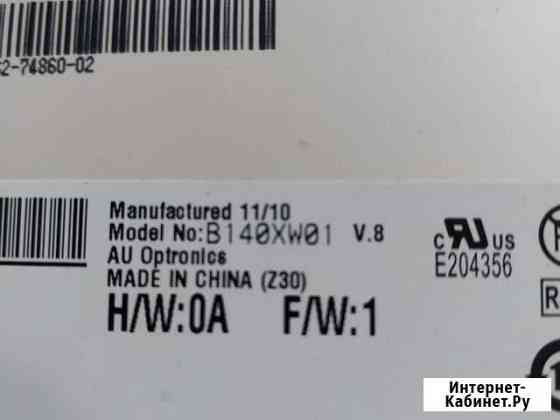 2-74860-02
Manufactured 11/10
Model No:B140XW01 V.8
AU Optronics
MADE IN CHINA (Z30)
H/W:0A F/W:1
c RU US
E204356
R
Интернет-
Кабинет.Ру